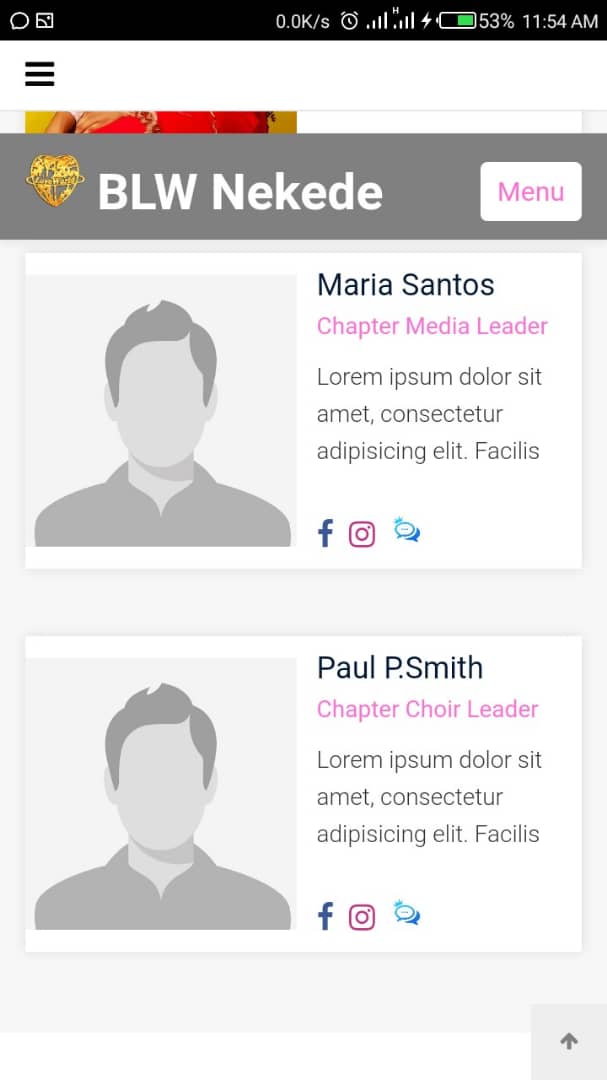 0.0K/s H 53% 11:54 AM
BLW Nekede
Menu
Maria Santos
Chapter Media Leader
Lorem ipsum dolor sit
amet, consectetur
adipisicing elit. Facilis
Paul P.Smith
Chapter Choir Leader
Lorem ipsum dolor sit
amet, consectetur
adipisicing elit. Facilis